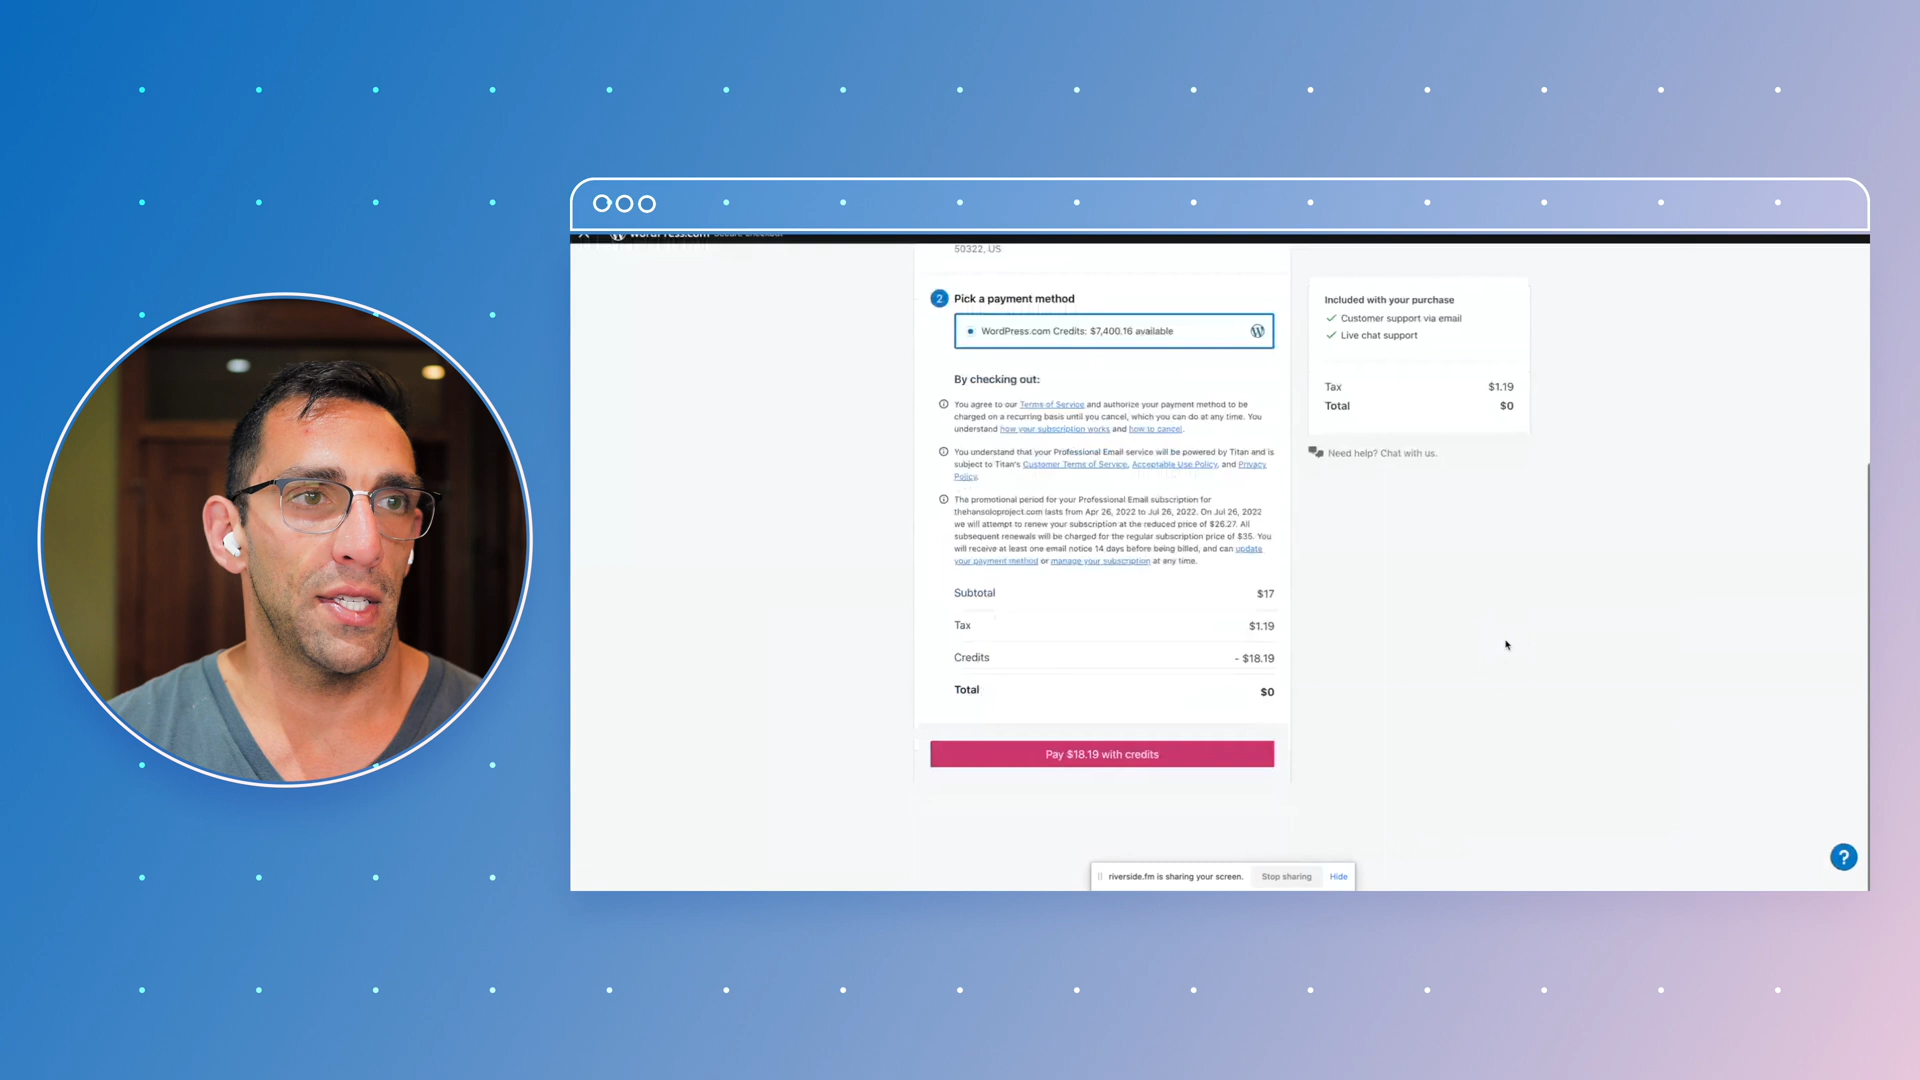 WordPress.com Secure checkout
50322, US
2 Pick a payment method
WordPress.com Credits: $7,400.16 available
By checking out:
You agree to our Terms of Service and authorize your payment method to be
charged on a recurring basis until you cancel, which you can do at any time. You
understand how your subscription works and how to cancel.
You understand that your Professional Email service will be powered by Titan and is
subject to Titan's Customer Terms of Service, Acceptable Use Policy, and Privacy
Policy.
The promotional period for your Professional Email subscription for
thehansoloproject.com lasts from Apr 26, 2022 to Jul 26, 2022. On Jul 26, 2022
we will attempt to renew your subscription at the reduced price of $26.27. All
subsequent renewals will be charged for the regular subscription price of $35. You
will receive at least one email notice 14 days before being billed, and can update
your payment method or manage your subscription at any time.
Subtotal $17
Tax $1.19
Credits - $18.19
Total $0
Pay $18.19 with credits
Included with your purchase
Customer support via email
Live chat support
Tax $1.19
Total $0
Need help? Chat with us.
riverside.fm is sharing your screen. Stop sharing Hide
?